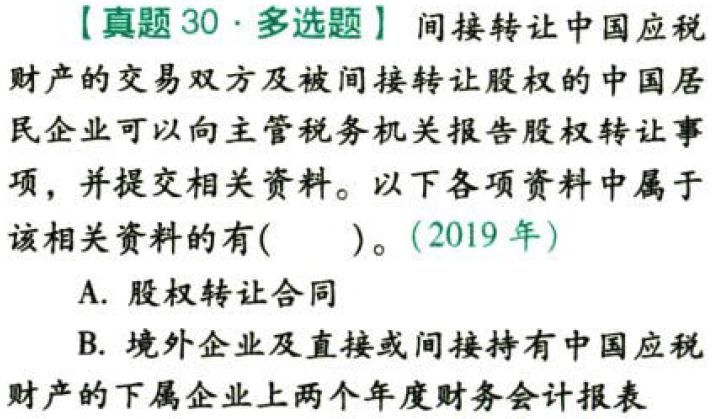 【真题 30·多选题】 间接转让中国应税
财产的交易双方及被间接转让股权的中国居
民企业可以向主管税务机关报告股权转让事
项，并提交相关资料。以下各项资料中属于
该相关资料的有(　　)。(2019 年)
A. 股权转让合同
B. 境外企业及直接或间接持有中国应税
财产的下属企业上两个年度财务会计报表